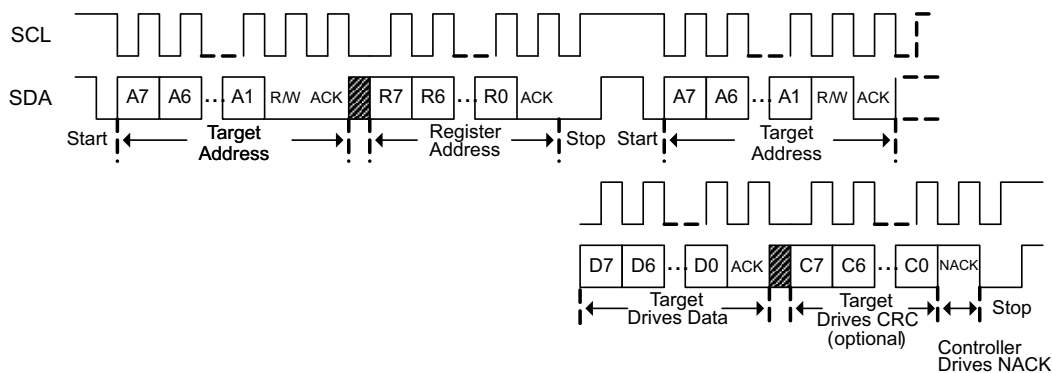 SCL
SDA
A7 A6 ... A1 R/W ACK R7 R6 ... R0 ACK A7 A6 ... A1 R/W ACK
Start Target Address Register Address Stop Start Target Address
D7 D6 ... D0 ACK C7 C6 ... C0 NACK
Target Drives Data Target Drives CRC (optional) Stop
Controller Drives NACK